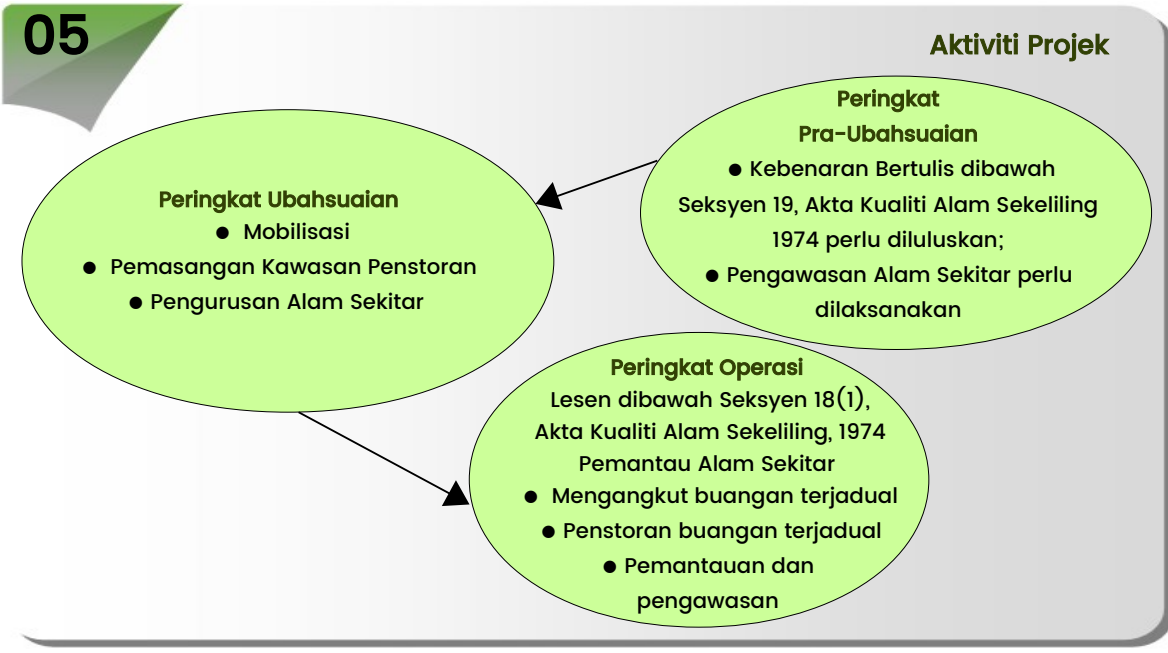 05
Aktiviti Projek
Peringkat
Pra-Ubahsuaian
● Kebenaran Bertulis dibawah
Seksyen 19, Akta Kualiti Alam Sekeliling
1974 perlu diluluskan;
● Pengawasan Alam Sekitar perlu
dilaksanakan
Peringkat Ubahsuaian
● Mobilisasi
● Pemasangan Kawasan Penstoran
● Pengurusan Alam Sekitar
Peringkat Operasi
Lesen dibawah Seksyen 18(1),
Akta Kualiti Alam Sekeliling, 1974
Pemantau Alam Sekitar
● Mengangkut buangan terjadual
● Penstoran buangan terjadual
● Pemantauan dan
pengawasan